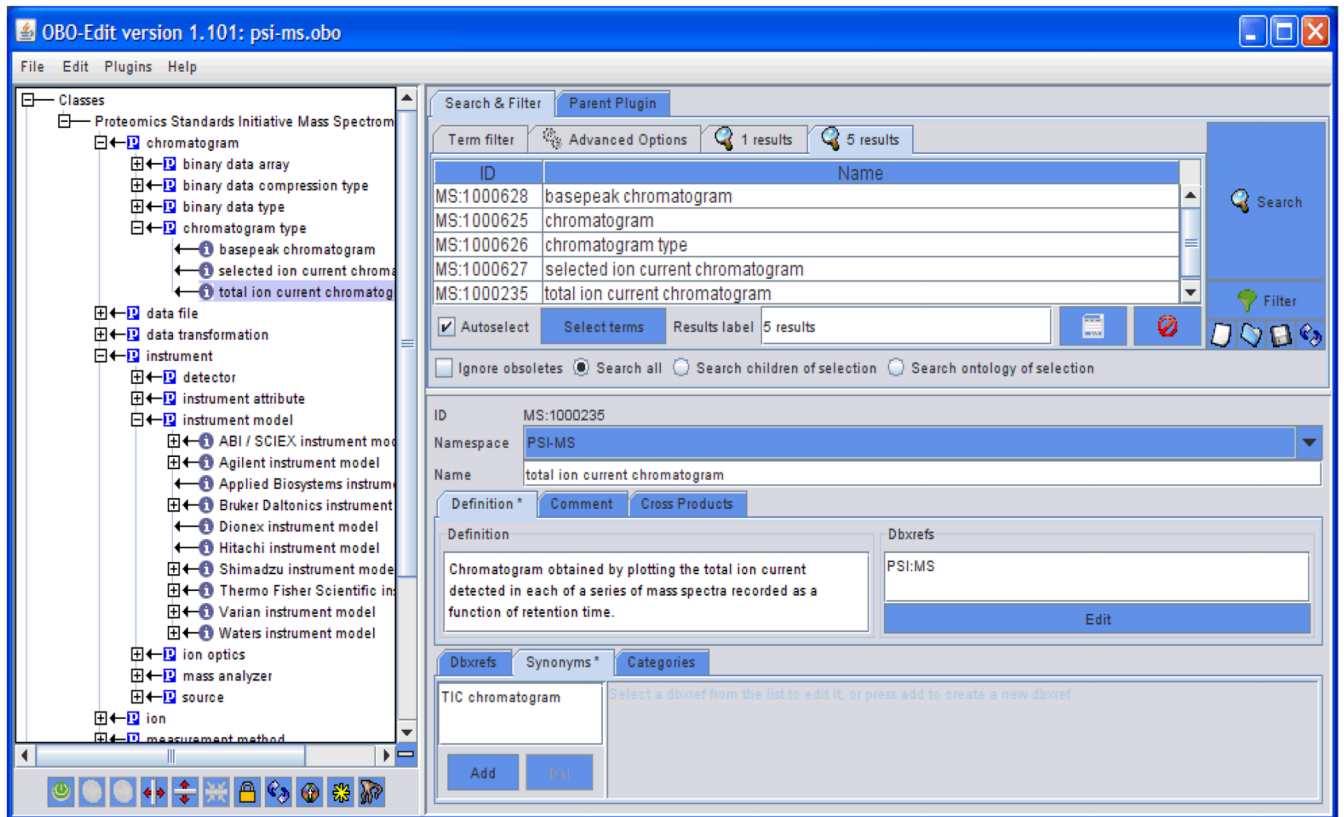 OBO-Edit version 1.101: psi-ms.obo
File Edit Plugins Help
Classes
Proteomics Standards Initiative Mass Spectrom
P chromatogram
P binary data array
P binary data compression type
P binary data type
P chromatogram type
i basepeak chromatogram
i selected ion current chroma
i total ion current chromatog
P data file
P data transformation
P instrument
P detector
P instrument attribute
P instrument model
i ABI / SCIEX instrument mod
i Agilent instrument model
i Applied Biosystems instrume
i Bruker Daltonics instrument
i Dionex instrument model
i Hitachi instrument model
i Shimadzu instrument mode
i Thermo Fisher Scientific in
i Varian instrument model
i Waters instrument model
P ion optics
P mass analyzer
P source
P ion
P measurement method
Search & Filter Parent Plugin
Term filter Advanced Options 1 results 5 results
ID Name
MS:1000628 basepeak chromatogram
MS:1000625 chromatogram
MS:1000626 chromatogram type
MS:1000627 selected ion current chromatogram
MS:1000235 total ion current chromatogram
Search
Filter
Autoselect Select terms Results label 5 results
Ignore obsoletes Search all Search children of selection Search ontology of selection
ID MS:1000235
Namespace PSI-MS
Name total ion current chromatogram
Definition * Comment Cross Products
Definition
Chromatogram obtained by plotting the total ion current
detected in each of a series of mass spectra recorded as a
function of retention time.
Dbxrefs
PSI:MS
Edit
Dbxrefs Synonyms * Categories
TIC chromatogram
Select a dbxref from the list to edit it, or press add to create a new dbxref
Add Del